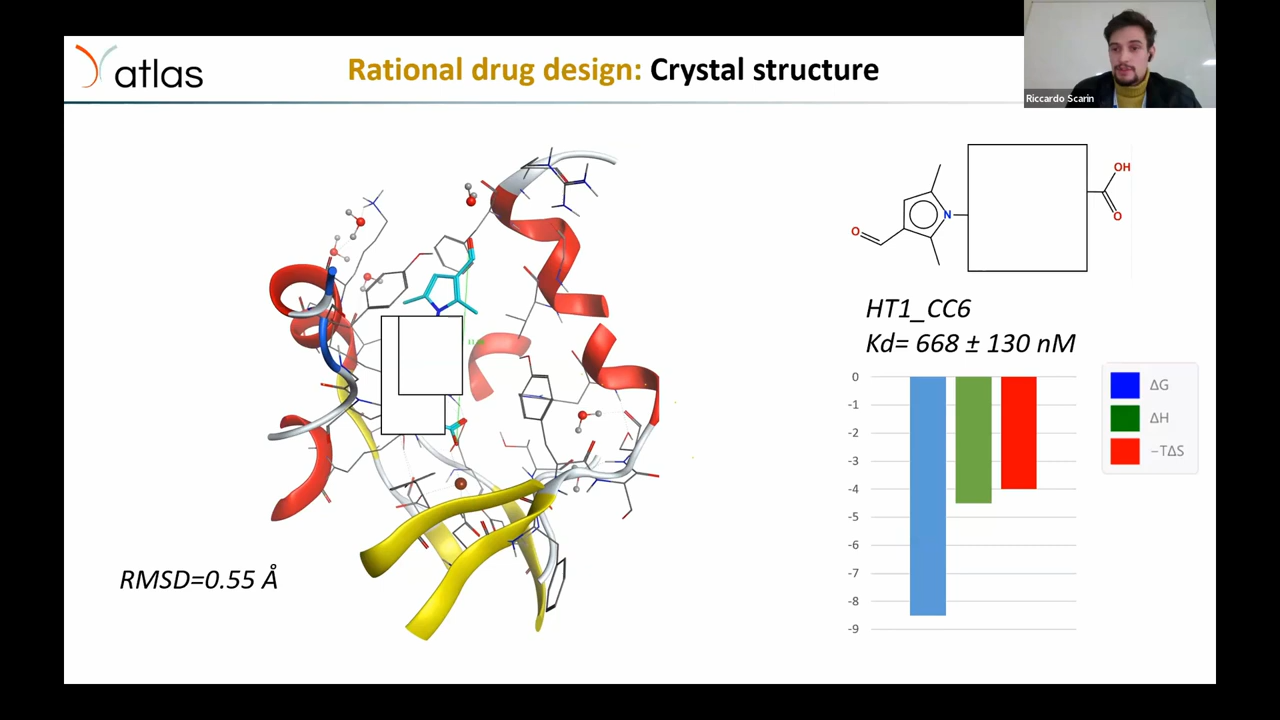 atlas
Rational drug design: Crystal structure
Riccardo Scarin
OH
N
O
O
HT1_CC6
Kd= 668 ± 130 nM
0
-1
-2
-3
-4
-5
-6
-7
-8
-9
ΔG
ΔH
−TΔS
RMSD=0.55 Å